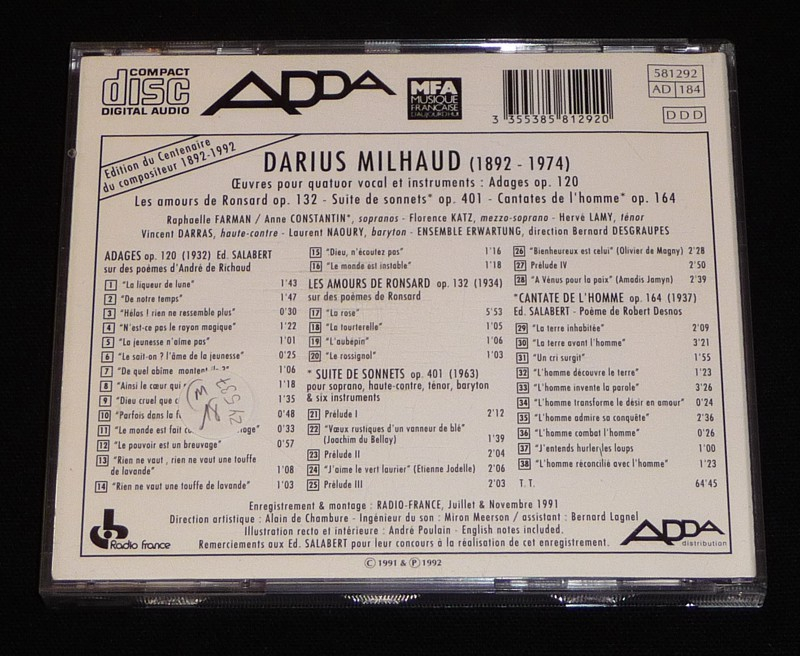 COMPACT
disc
DIGITAL AUDIO
ADDA
MFA
MUSIQUE
FRANÇAISE
D'AUJOURD'HUI
3 355385 812920
581292
AD 184
DDD
Edition du Centenaire
du compositeur 1892-1992
DARIUS MILHAUD (1892 - 1974)
Œuvres pour quatuor vocal et instruments : Adages op. 120
Les amours de Ronsard op. 132 - Suite de sonnets* op. 401 - Cantates de l'homme* op. 164
Raphaelle FARMAN / Anne CONSTANTIN*, sopranos - Florence KATZ, mezzo-soprano - Hervé LAMY, ténor
Vincent DARRAS, haute-contre - Laurent NAOURY, baryton - ENSEMBLE ERWARTUNG, direction Bernard DESGRAUPES
ADAGES op. 120 (1932) Ed. SALABERT
sur des poèmes d'André de Richaud
1 "La liqueur de lune" 1'43
2 "De notre temps" 1'47
3 "Hélas! rien ne ressemble plus" 0'30
4 "N'est-ce pas le rayon magique" 1'22
5 "La jeunesse n'aime pas" 1'01
6 "Le sait-on ? l'âme de la jeunesse" 0'25
7 "De quel abîme 1'06
8 "Ainsi le cœur qui 1'18
9 "Dieu cruel que 1'35
10 "Parfois dans la 0'48
11 "Le monde est fait 0'33
12 "Le pouvoir est un breuvage" 0'57
13 "Rien ne vaut , rien ne vaut une touffe
de lavande" 1'08
14 "Rien ne vaut une touffe de lavande" 1'03
15 "Dieu, n'écoutez pas" 1'16
16 "Le monde est instable" 1'18
LES AMOURS DE RONSARD op. 132 (1934)
sur des poèmes de Ronsard
17 "La rose" 5'53
18 "La tourterelle" 1'05
19 "L'aubépin" 1'06
20 "Le rossignol" 1'03
* SUITE DE SONNETS op. 401 (1963)
pour soprano, haute-contre, ténor, baryton
& six instruments
21 Prélude I 2'12
22 "Vœux rustiques d'un vanneur de blé"
(Joachim du Bellay) 1'39
23 Prélude II 2'04
24 "J'aime le vert laurier" (Etienne Jodelle) 2'06
25 Prélude III 2'03
26 "Bienheureux est celui" (Olivier de Magny) 2'28
27 Prélude IV 2'50
28 "A Vénus pour la paix" (Amadis Jamyn) 2'39
*CANTATE DE L'HOMME op. 164 (1937)
Ed. SALABERT - Poème de Robert Desnos
29 "La terre inhabitée" 2'09
30 "La terre avant l'homme" 3'21
31 "Un cri surgit" 1'55
32 "L'homme découvre la terre" 1'23
33 "L'homme invente la parole" 3'26
34 "L'homme transforme le désir en amour" 0'24
35 "L'homme admire sa conquête" 2'36
36 "L'homme combat l'homme" 0'26
37 "J'entends hurler les loups 1'00
38 "L'homme réconcilié avec l'homme" 1'23
T.T. 64'45
Enregistrement & montage : RADIO-FRANCE, Juillet & Novembre 1991
Direction artistique : Alain de Chambure - Ingénieur du son : Miron Meerson / assistant : Bernard Lagnel
Illustration recto et intérieure : André Poulain - English notes included.
Remerciements aux Ed. SALABERT pour leur concours à la réalisation de cet enregistrement.
Radio france
ADDA
distribution
© 1991 & ℗ 1992